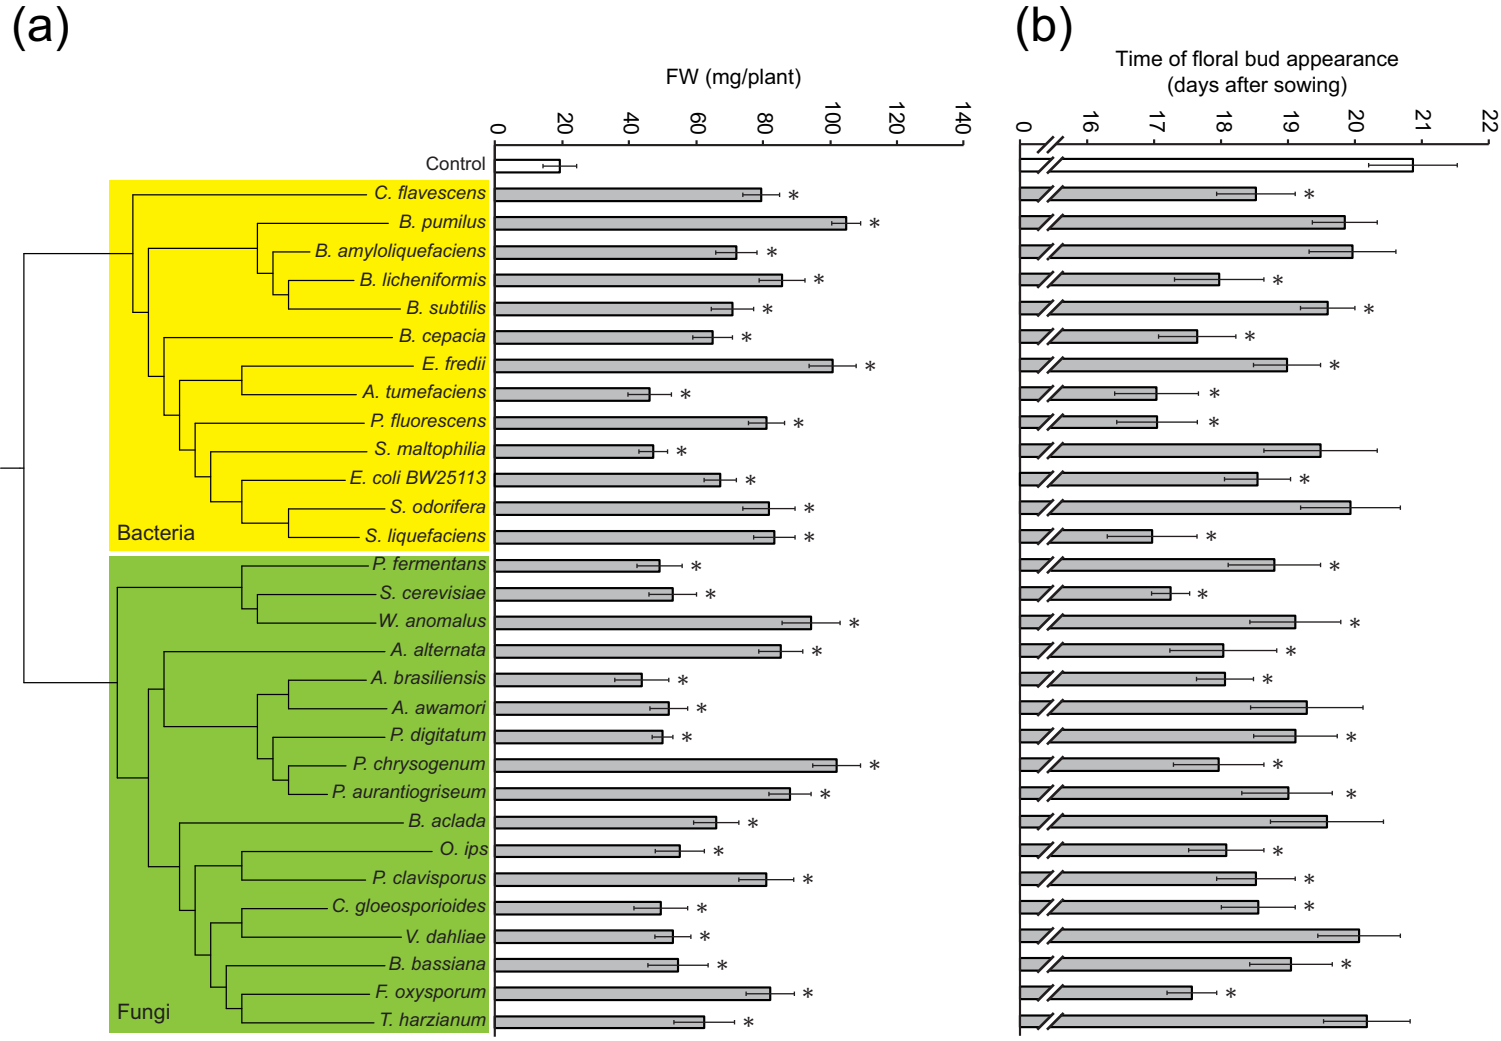 (a)
FW (mg/plant)
0 20 40 60 80 100 120 140
(b)
Time of floral bud appearance
(days after sowing)
0 16 17 18 19 20 21 22
Control
C. flavescens * *
B. pumilus *
B. amyloliquefaciens *
B. licheniformis * *
B. subtilis * *
B. cepacia * *
E. fredii * *
A. tumefaciens * *
P. fluorescens * *
S. maltophilia *
E. coli BW25113 * *
S. odorifera *
S. liquefaciens * *
Bacteria
P. fermentans * *
S. cerevisiae * *
W. anomalus * *
A. alternata * *
A. brasiliensis * *
A. awamori *
P. digitatum * *
P. chrysogenum * *
P. aurantiogriseum * *
B. aclada *
O. ips * *
P. clavisporus * *
C. gloeosporioides * *
V. dahliae *
B. bassiana * *
F. oxysporum * *
T. harzianum *
Fungi